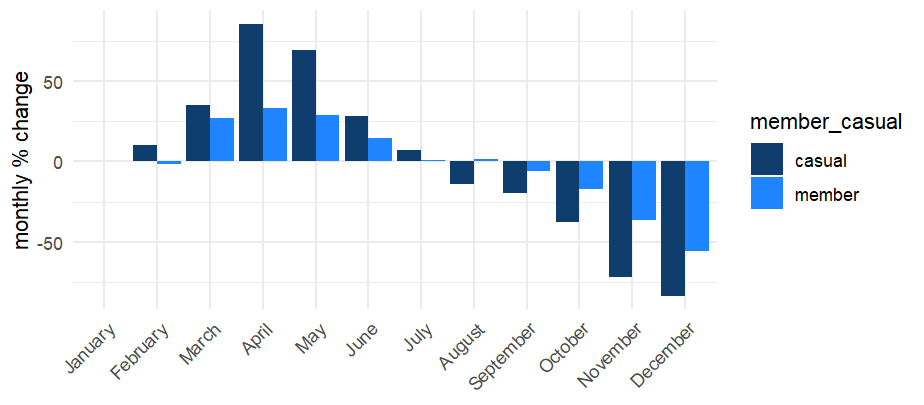 monthly % change
50
0
-50
January
February
March
April
May
June
July
August
September
October
November
December
member_casual
casual
member